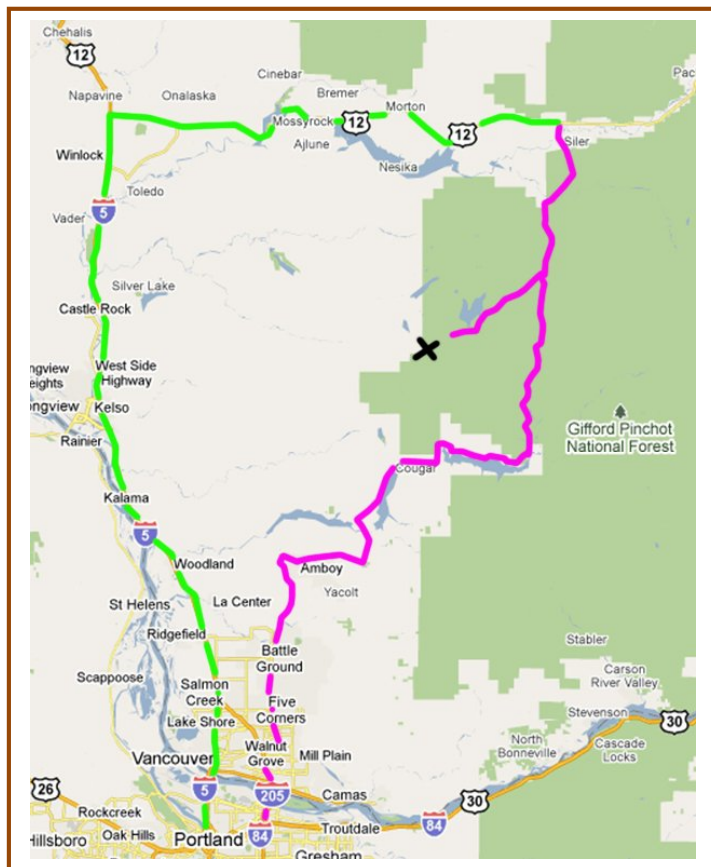 Chehalis
12
Napavine
Onalaska
Cinebar
Bremer
Morton
Pac
Mossyrock
12
12
Ajlune
Siler
Winlock
Nesika
Toledo
5
Vader
Silver Lake
Castle Rock
ongview
eights
West Side
Highway
ongview
Kelso
Rainier
Gifford Pinchot
National Forest
Cougar
Kalama
5
Woodland
Amboy
Yacolt
St Helens
La Center
Ridgefield
Battle
Ground
Stabler
Scappoose
Salmon
Creek
Carson
River Valley
Five
Corners
Stevenson
30
Lake Shore
Walnut
Grove
Mill Plain
North
Bonneville
Cascade
Locks
Vancouver
26
5
205
Camas
30
Rockcreek
Hillsboro
Oak Hills
Portland
84
Troutdale
84
Gresham